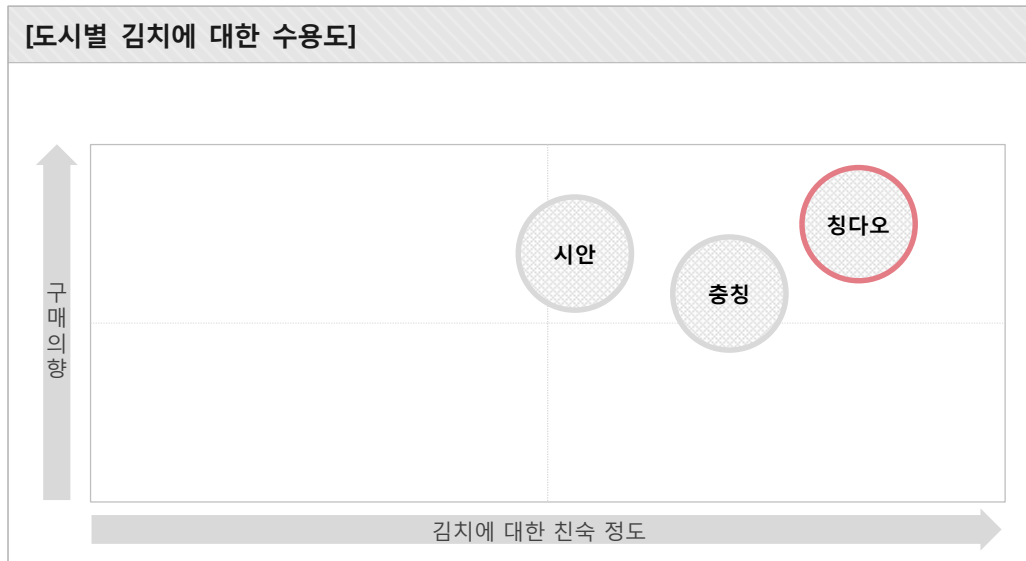 [도시별 김치에 대한 수용도]
구매의향
시안
충칭
칭다오
김치에 대한 친숙 정도